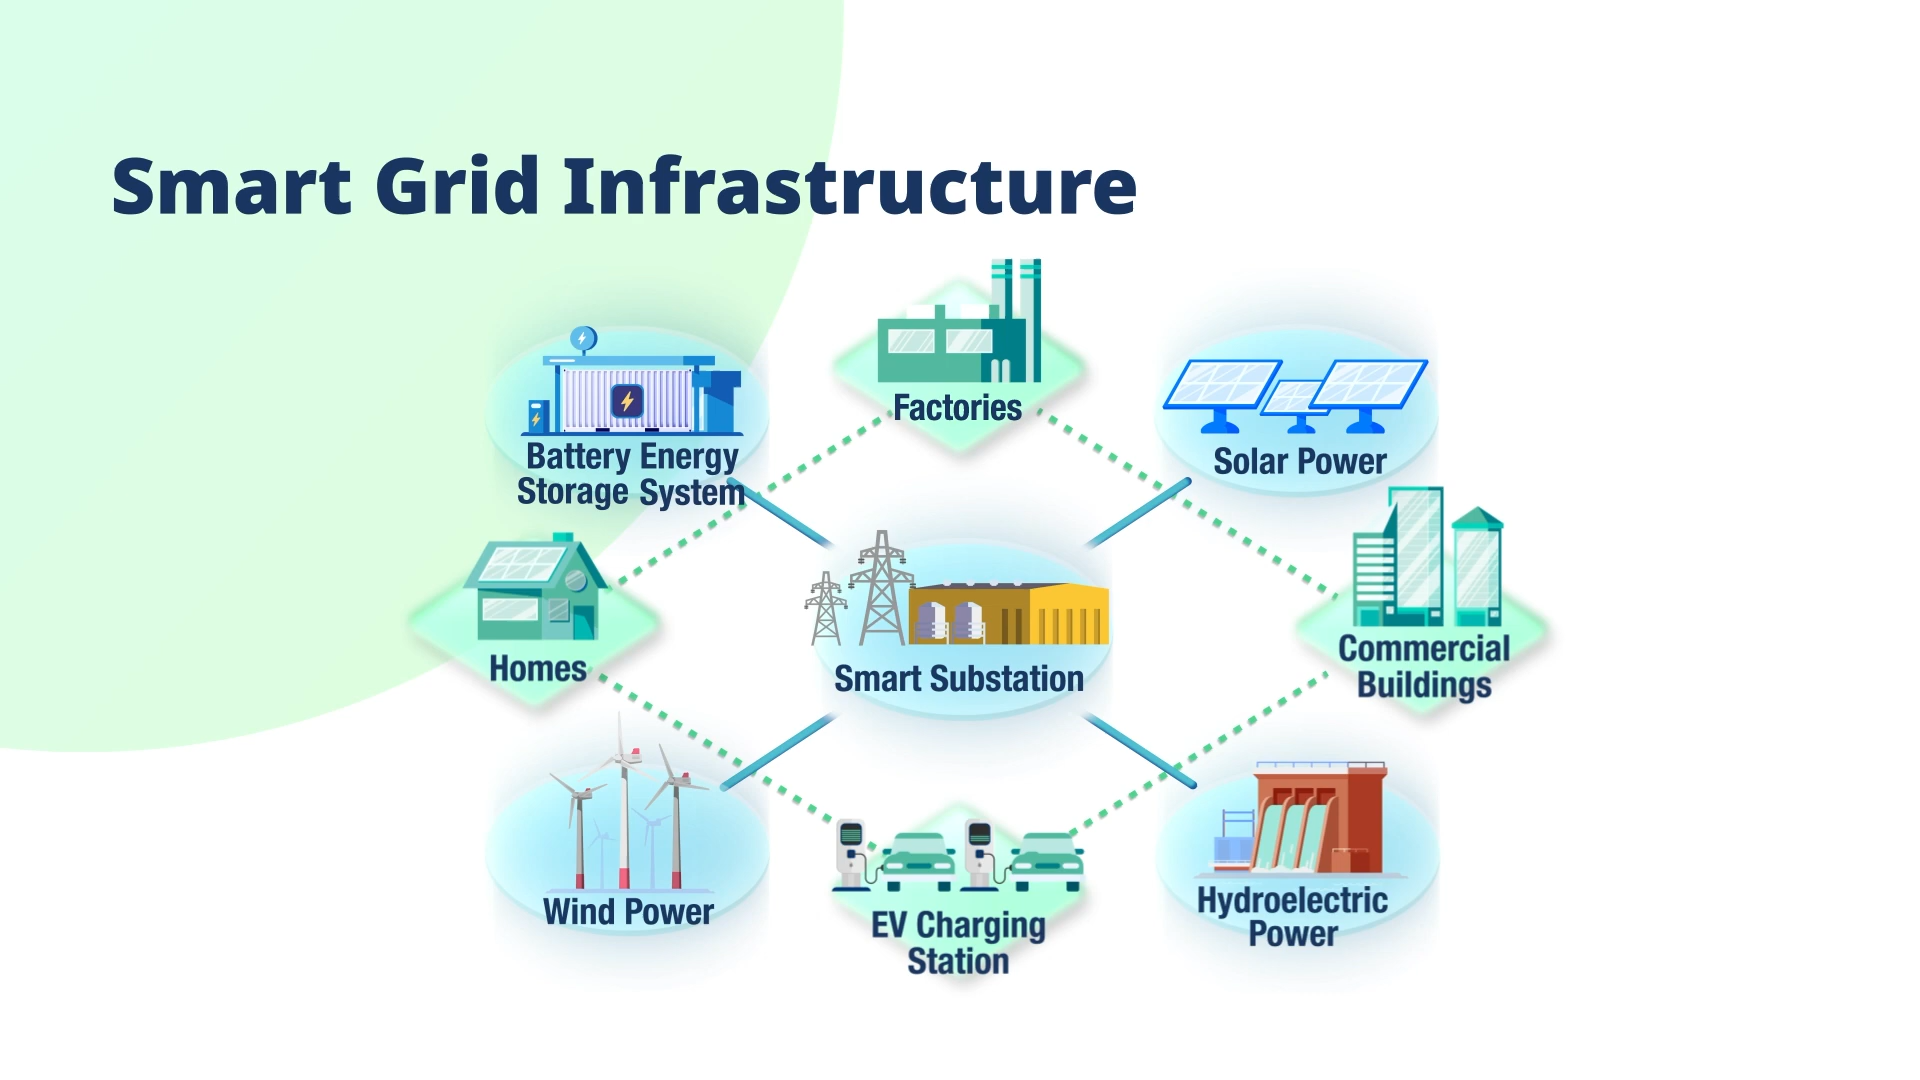 Smart Grid Infrastructure
Factories
Battery Energy
Storage System
Solar Power
Homes
Smart Substation
Commercial
Buildings
Wind Power
EV Charging
Station
Hydroelectric
Power